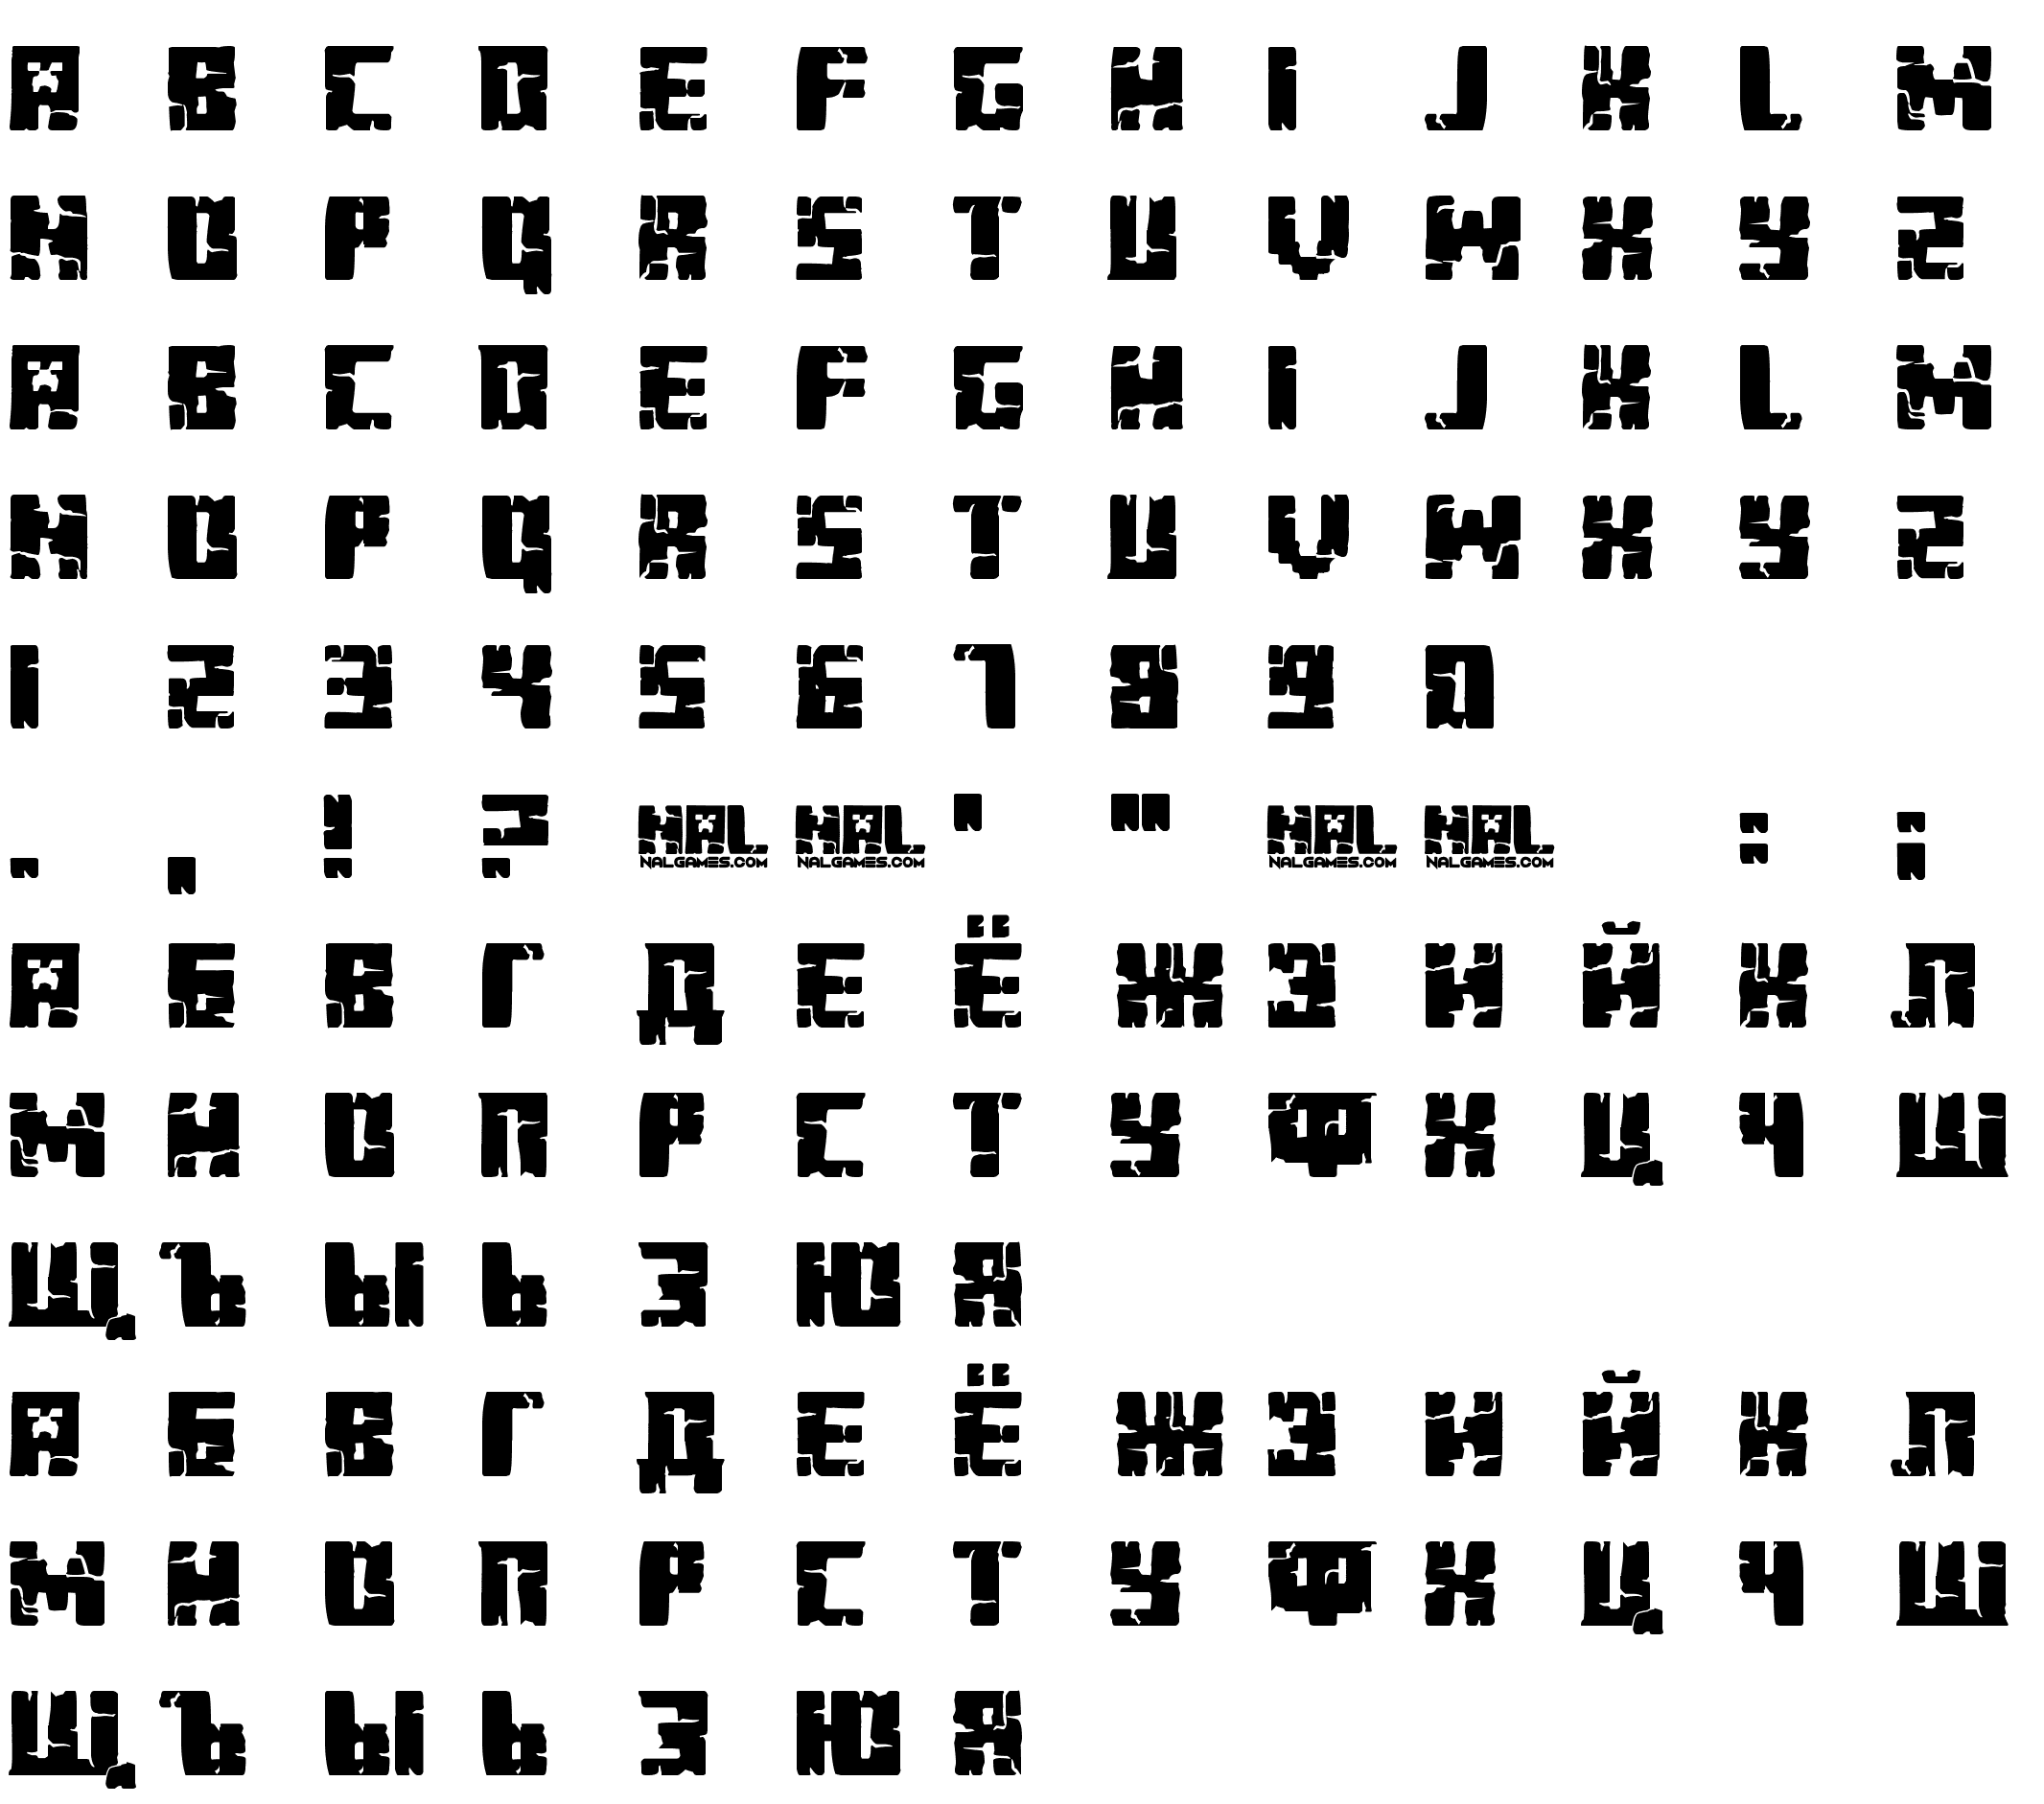 A B C D E F G H I J K L M
N O P Q R S T U V W X Y Z
A B C D E F G H I J K L M
N O P Q R S T U V W X Y Z
1 2 3 4 5 6 7 8 9 0
. , ! ? NAL NALGAMES.COM NAL NALGAMES.COM ' " NAL NALGAMES.COM NAL NALGAMES.COM : ;
А Б В Г Д Е Ё Ж З И Й К Л
М Н О П Р С Т У Ф Х Ц Ч Ш
Щ Ъ Ы Ь Э Ю Я
А Б В Г Д Е Ё Ж З И Й К Л
М Н О П Р С Т У Ф Х Ц Ч Ш
Щ Ъ Ы Ь Э Ю Я